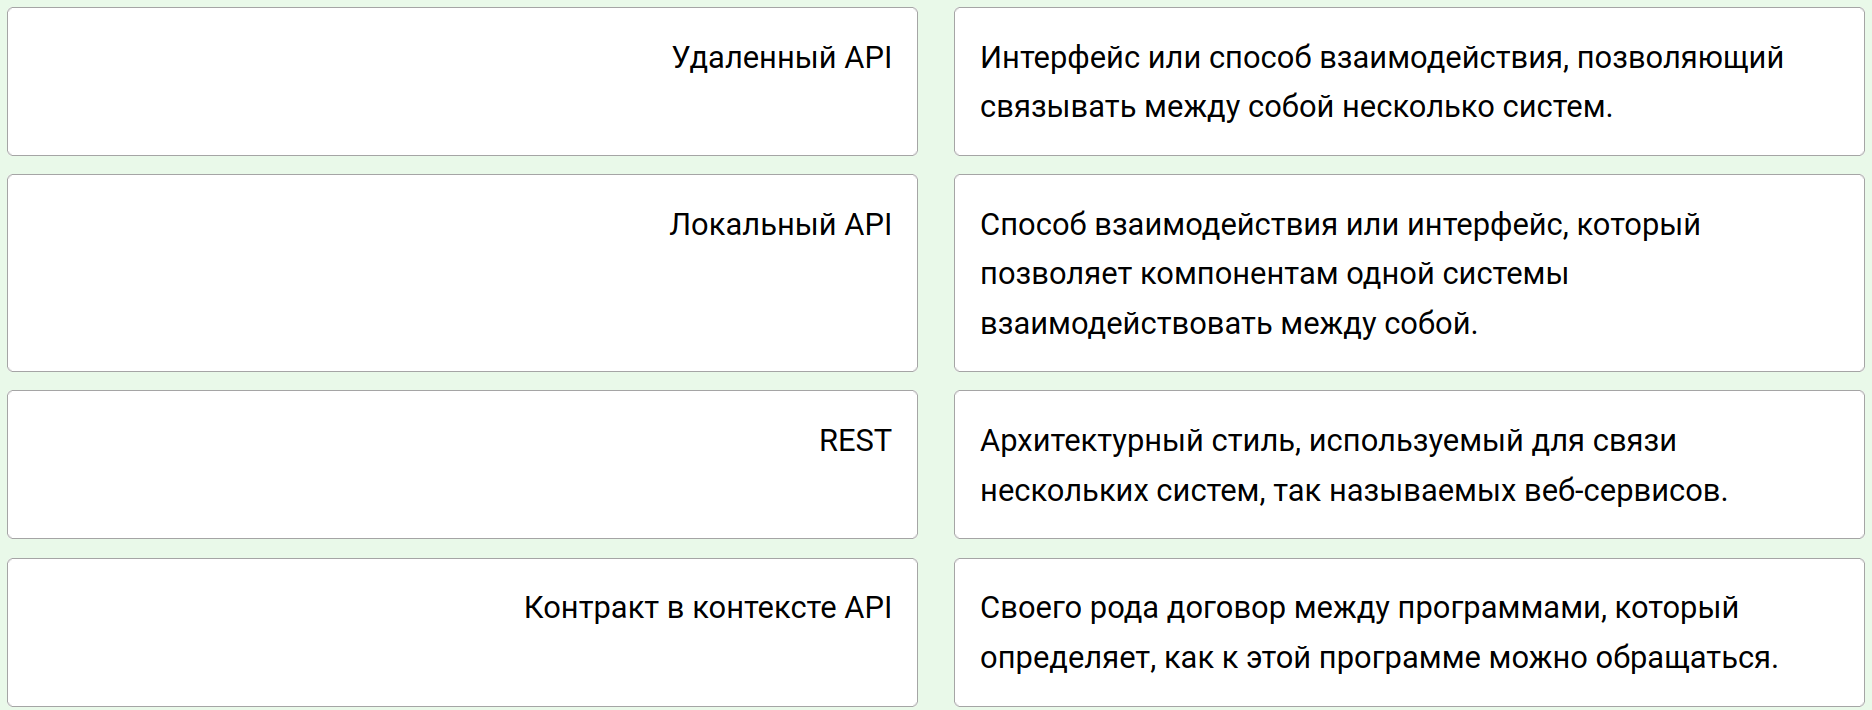 Удаленный API
Интерфейс или способ взаимодействия, позволяющий
связывать между собой несколько систем.
Локальный API
Способ взаимодействия или интерфейс, который
позволяет компонентам одной системы
взаимодействовать между собой.
REST
Архитектурный стиль, используемый для связи
нескольких систем, так называемых веб-сервисов.
Контракт в контексте API
Своего рода договор между программами, который
определяет, как к этой программе можно обращаться.